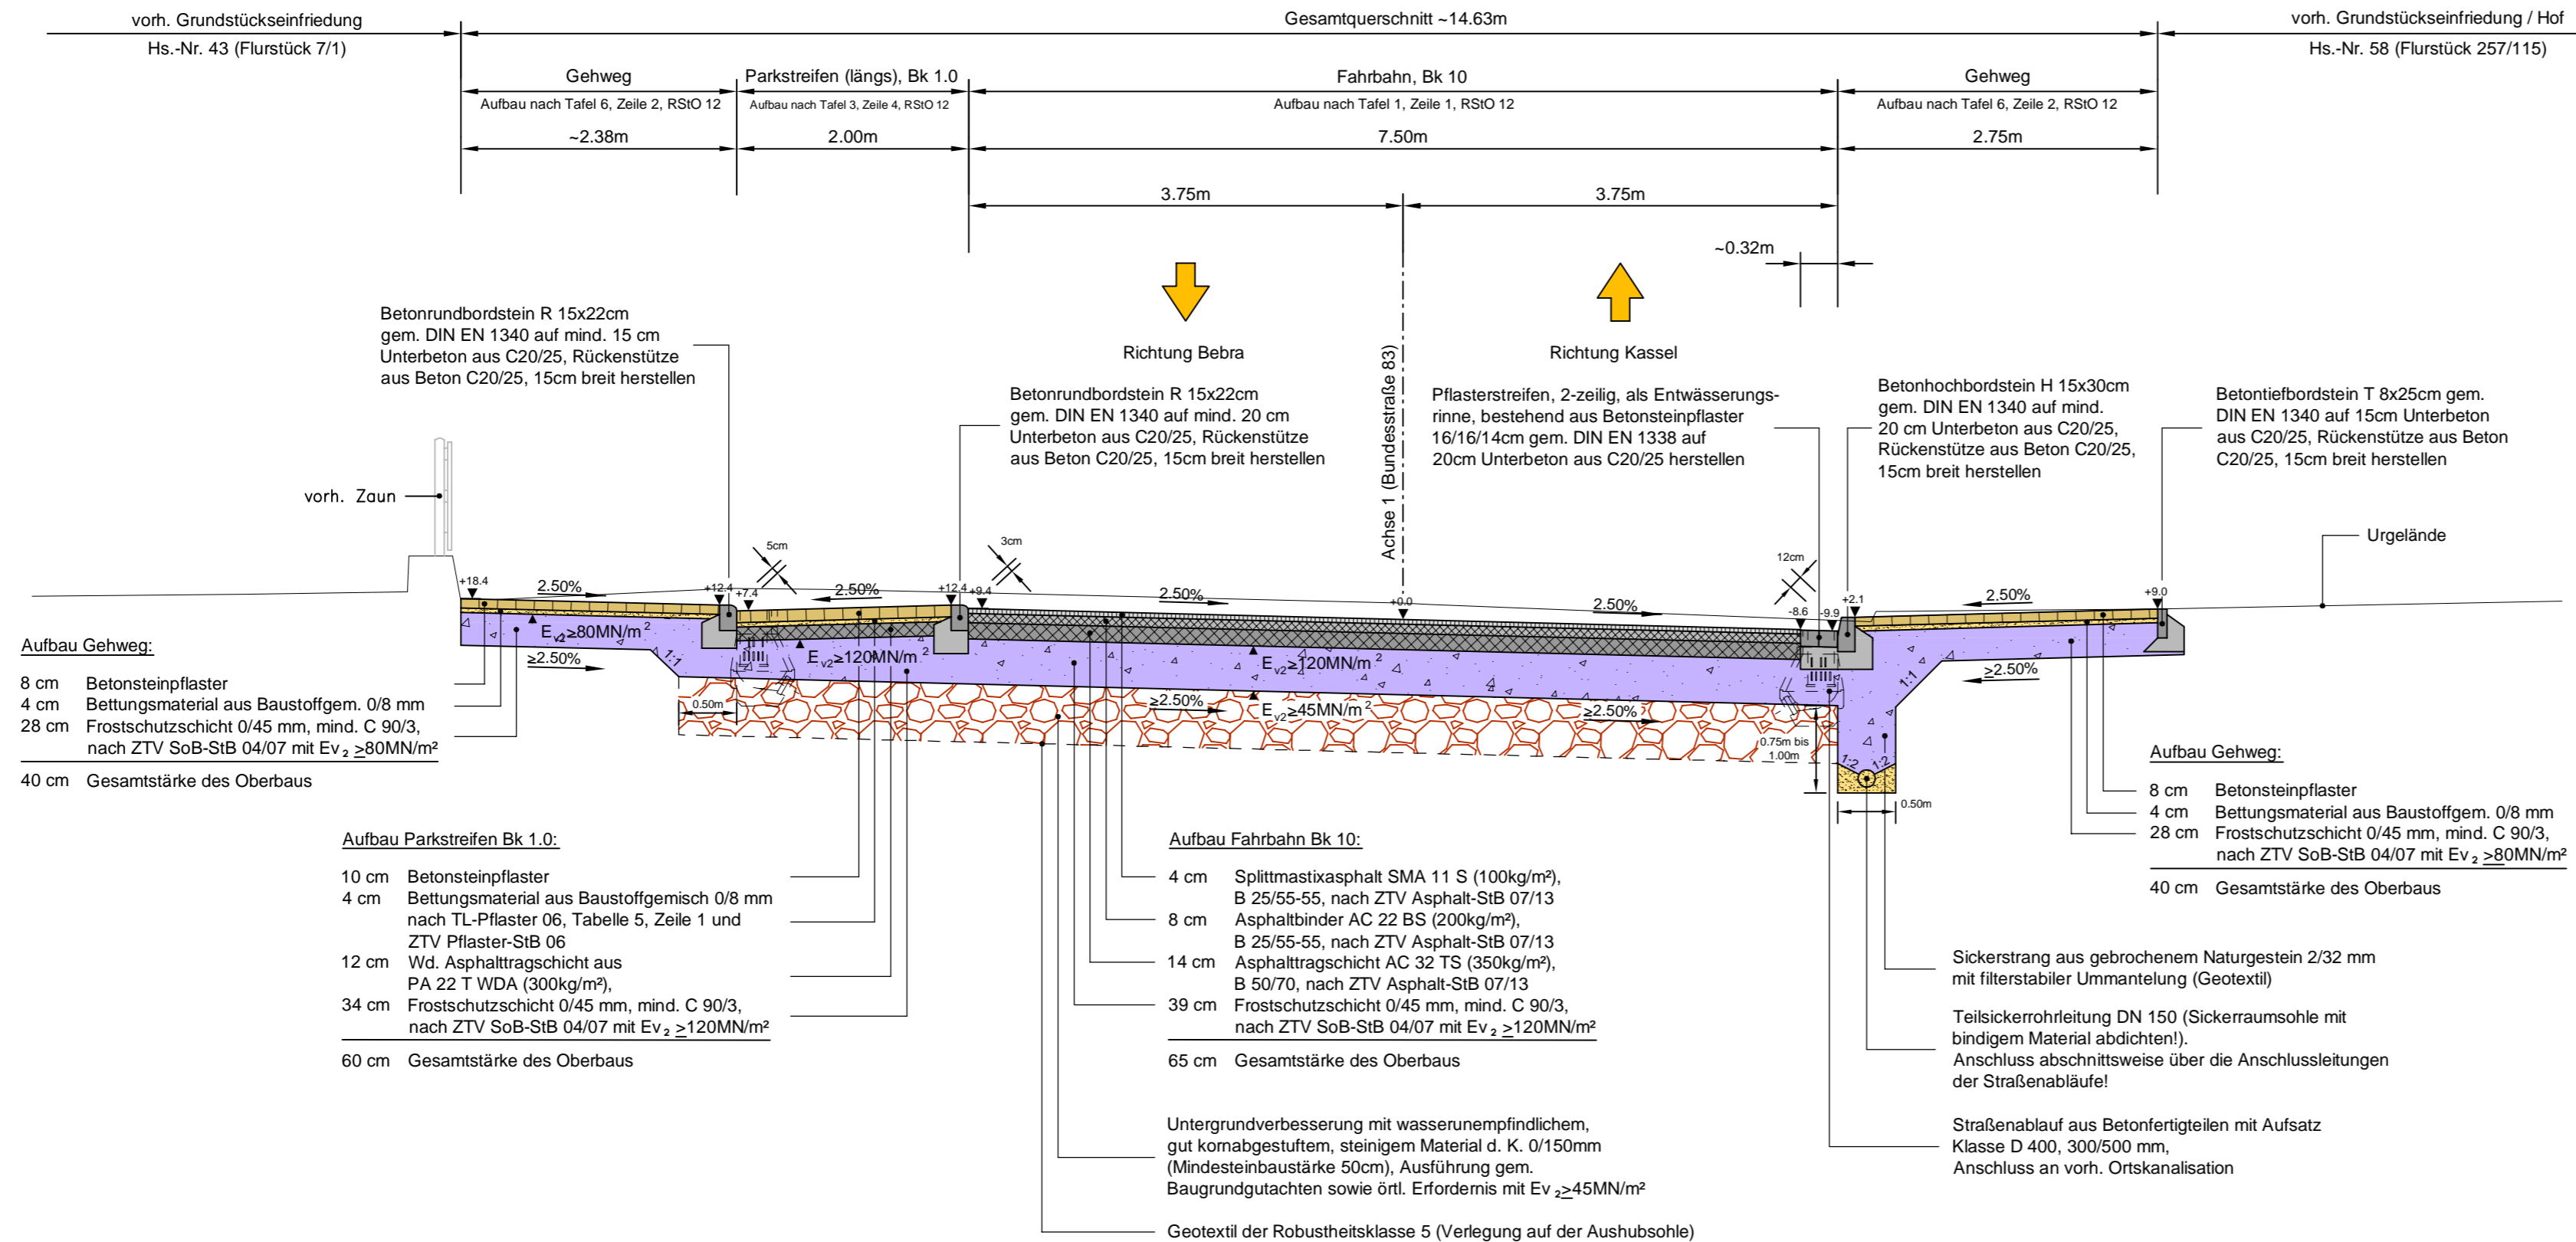 vorh. Grundstückseinfriedung
Hs.-Nr. 43 (Flurstück 7/1)
Gesamtquerschnitt ~14.63m
vorh. Grundstückseinfriedung / Hof
Hs.-Nr. 58 (Flurstück 257/115)
Gehweg
Aufbau nach Tafel 6, Zeile 2, RStO 12
~2.38m
Parkstreifen (längs), Bk 1.0
Aufbau nach Tafel 3, Zeile 4, RStO 12
2.00m
Fahrbahn, Bk 10
Aufbau nach Tafel 1, Zeile 1, RStO 12
7.50m
Gehweg
Aufbau nach Tafel 6, Zeile 2, RStO 12
2.75m
3.75m
3.75m
~0.32m
Richtung Bebra
Richtung Kassel
Achse 1 (Bundesstraße 83)
Betonrundbordstein R 15x22cm
gem. DIN EN 1340 auf mind. 15 cm
Unterbeton aus C20/25, Rückenstütze
aus Beton C20/25, 15cm breit herstellen
Betonrundbordstein R 15x22cm
gem. DIN EN 1340 auf mind. 20 cm
Unterbeton aus C20/25, Rückenstütze
aus Beton C20/25, 15cm breit herstellen
Pflasterstreifen, 2-zeilig, als Entwässerungs-
rinne, bestehend aus Betonsteinpflaster
16/16/14cm gem. DIN EN 1338 auf
20cm Unterbeton aus C20/25 herstellen
Betonhochbordstein H 15x30cm
gem. DIN EN 1340 auf mind.
20 cm Unterbeton aus C20/25,
Rückenstütze aus Beton C20/25,
15cm breit herstellen
Betontiefbordstein T 8x25cm gem.
DIN EN 1340 auf 15cm Unterbeton
aus C20/25, Rückenstütze aus Beton
C20/25, 15cm breit herstellen
vorh. Zaun
Urgelände
5cm
3cm
12cm
+18.4
2.50%
+12.4
+7.4
2.50%
+12.4
+9.4
2.50%
+0.0
2.50%
-8.6
-9.9
+2.1
2.50%
+9.0
Ev2≥80MN/m²
≥2.50%
1:1
Ev2≥120MN/m²
Ev2≥120MN/m²
≥2.50%
Ev2≥45MN/m²
≥2.50%
1:1
≥2.50%
0.50m
0.75m bis
1.00m
1:2
1:2
0.50m
Aufbau Gehweg:
8 cm Betonsteinpflaster
4 cm Bettungsmaterial aus Baustoffgem. 0/8 mm
28 cm Frostschutzschicht 0/45 mm, mind. C 90/3,
nach ZTV SoB-StB 04/07 mit Ev₂ ≥80MN/m²
40 cm Gesamtstärke des Oberbaus
Aufbau Parkstreifen Bk 1.0:
10 cm Betonsteinpflaster
4 cm Bettungsmaterial aus Baustoffgemisch 0/8 mm
nach TL-Pflaster 06, Tabelle 5, Zeile 1 und
ZTV Pflaster-StB 06
12 cm Wd. Asphalttragschicht aus
PA 22 T WDA (300kg/m²),
34 cm Frostschutzschicht 0/45 mm, mind. C 90/3,
nach ZTV SoB-StB 04/07 mit Ev₂ ≥120MN/m²
60 cm Gesamtstärke des Oberbaus
Aufbau Fahrbahn Bk 10:
4 cm Splittmastixasphalt SMA 11 S (100kg/m²),
B 25/55-55, nach ZTV Asphalt-StB 07/13
8 cm Asphaltbinder AC 22 BS (200kg/m²),
B 25/55-55, nach ZTV Asphalt-StB 07/13
14 cm Asphalttragschicht AC 32 TS (350kg/m²),
B 50/70, nach ZTV Asphalt-StB 07/13
39 cm Frostschutzschicht 0/45 mm, mind. C 90/3,
nach ZTV SoB-StB 04/07 mit Ev₂ ≥120MN/m²
65 cm Gesamtstärke des Oberbaus
Untergrundverbesserung mit wasserunempfindlichem,
gut kornabgestuftem, steinigem Material d. K. 0/150mm
(Mindesteinbaustärke 50cm), Ausführung gem.
Baugrundgutachten sowie örtl. Erfordernis mit Ev₂≥45MN/m²
Geotextil der Robustheitsklasse 5 (Verlegung auf der Aushubsohle)
Aufbau Gehweg:
8 cm Betonsteinpflaster
4 cm Bettungsmaterial aus Baustoffgem. 0/8 mm
28 cm Frostschutzschicht 0/45 mm, mind. C 90/3,
nach ZTV SoB-StB 04/07 mit Ev₂ ≥80MN/m²
40 cm Gesamtstärke des Oberbaus
Sickerstrang aus gebrochenem Naturgestein 2/32 mm
mit filterstabiler Ummantelung (Geotextil)
Teilsickerrohrleitung DN 150 (Sickerraumsohle mit
bindigem Material abdichten!).
Anschluss abschnittsweise über die Anschlussleitungen
der Straßenabläufe!
Straßenablauf aus Betonfertigteilen mit Aufsatz
Klasse D 400, 300/500 mm,
Anschluss an vorh. Ortskanalisation